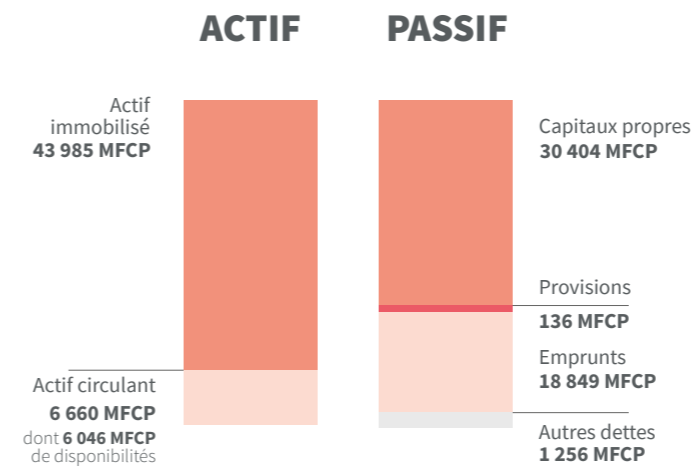 ACTIF
PASSIF
Actif
immobilisé
43 985 MFCP
Actif circulant
6 660 MFCP
dont 6 046 MFCP
de disponibilités
Capitaux propres
30 404 MFCP
Provisions
136 MFCP
Emprunts
18 849 MFCP
Autres dettes
1 256 MFCP